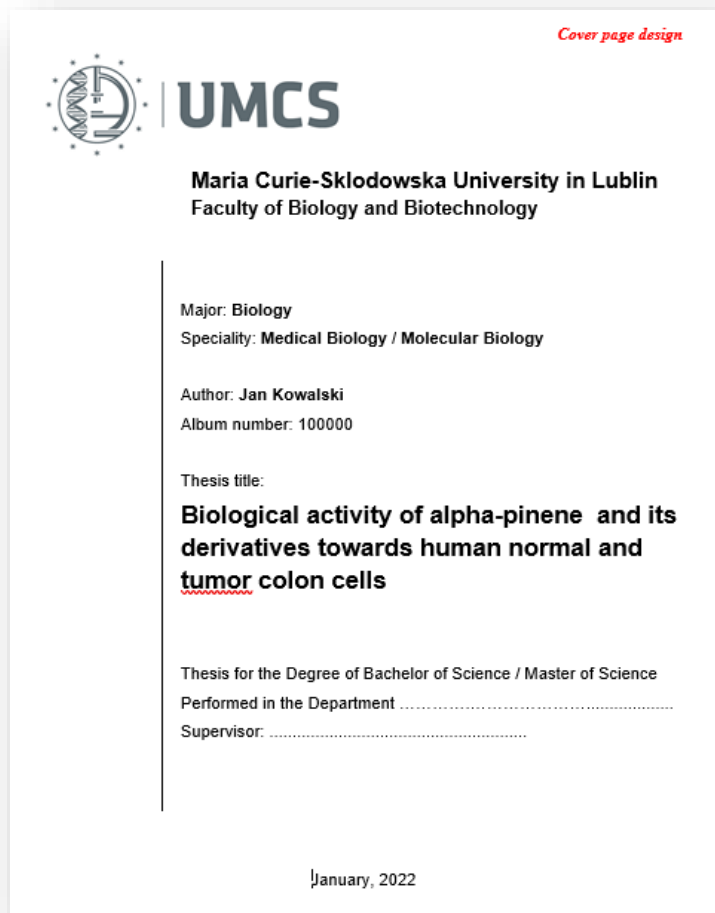 Cover page design
UMCS
Maria Curie-Sklodowska University in Lublin
Faculty of Biology and Biotechnology
Major: Biology
Speciality: Medical Biology / Molecular Biology
Author: Jan Kowalski
Album number: 100000
Thesis title:
Biological activity of alpha-pinene  and its
derivatives towards human normal and
tumor colon cells
Thesis for the Degree of Bachelor of Science / Master of Science
Performed in the Department ……………………………...................
Supervisor: ........................................................
January, 2022